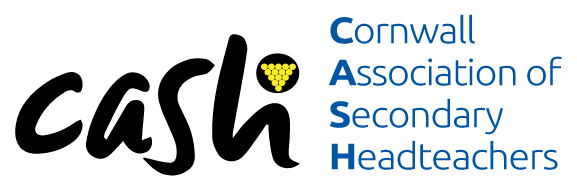 cash
Cornwall
Association of
Secondary
Headteachers